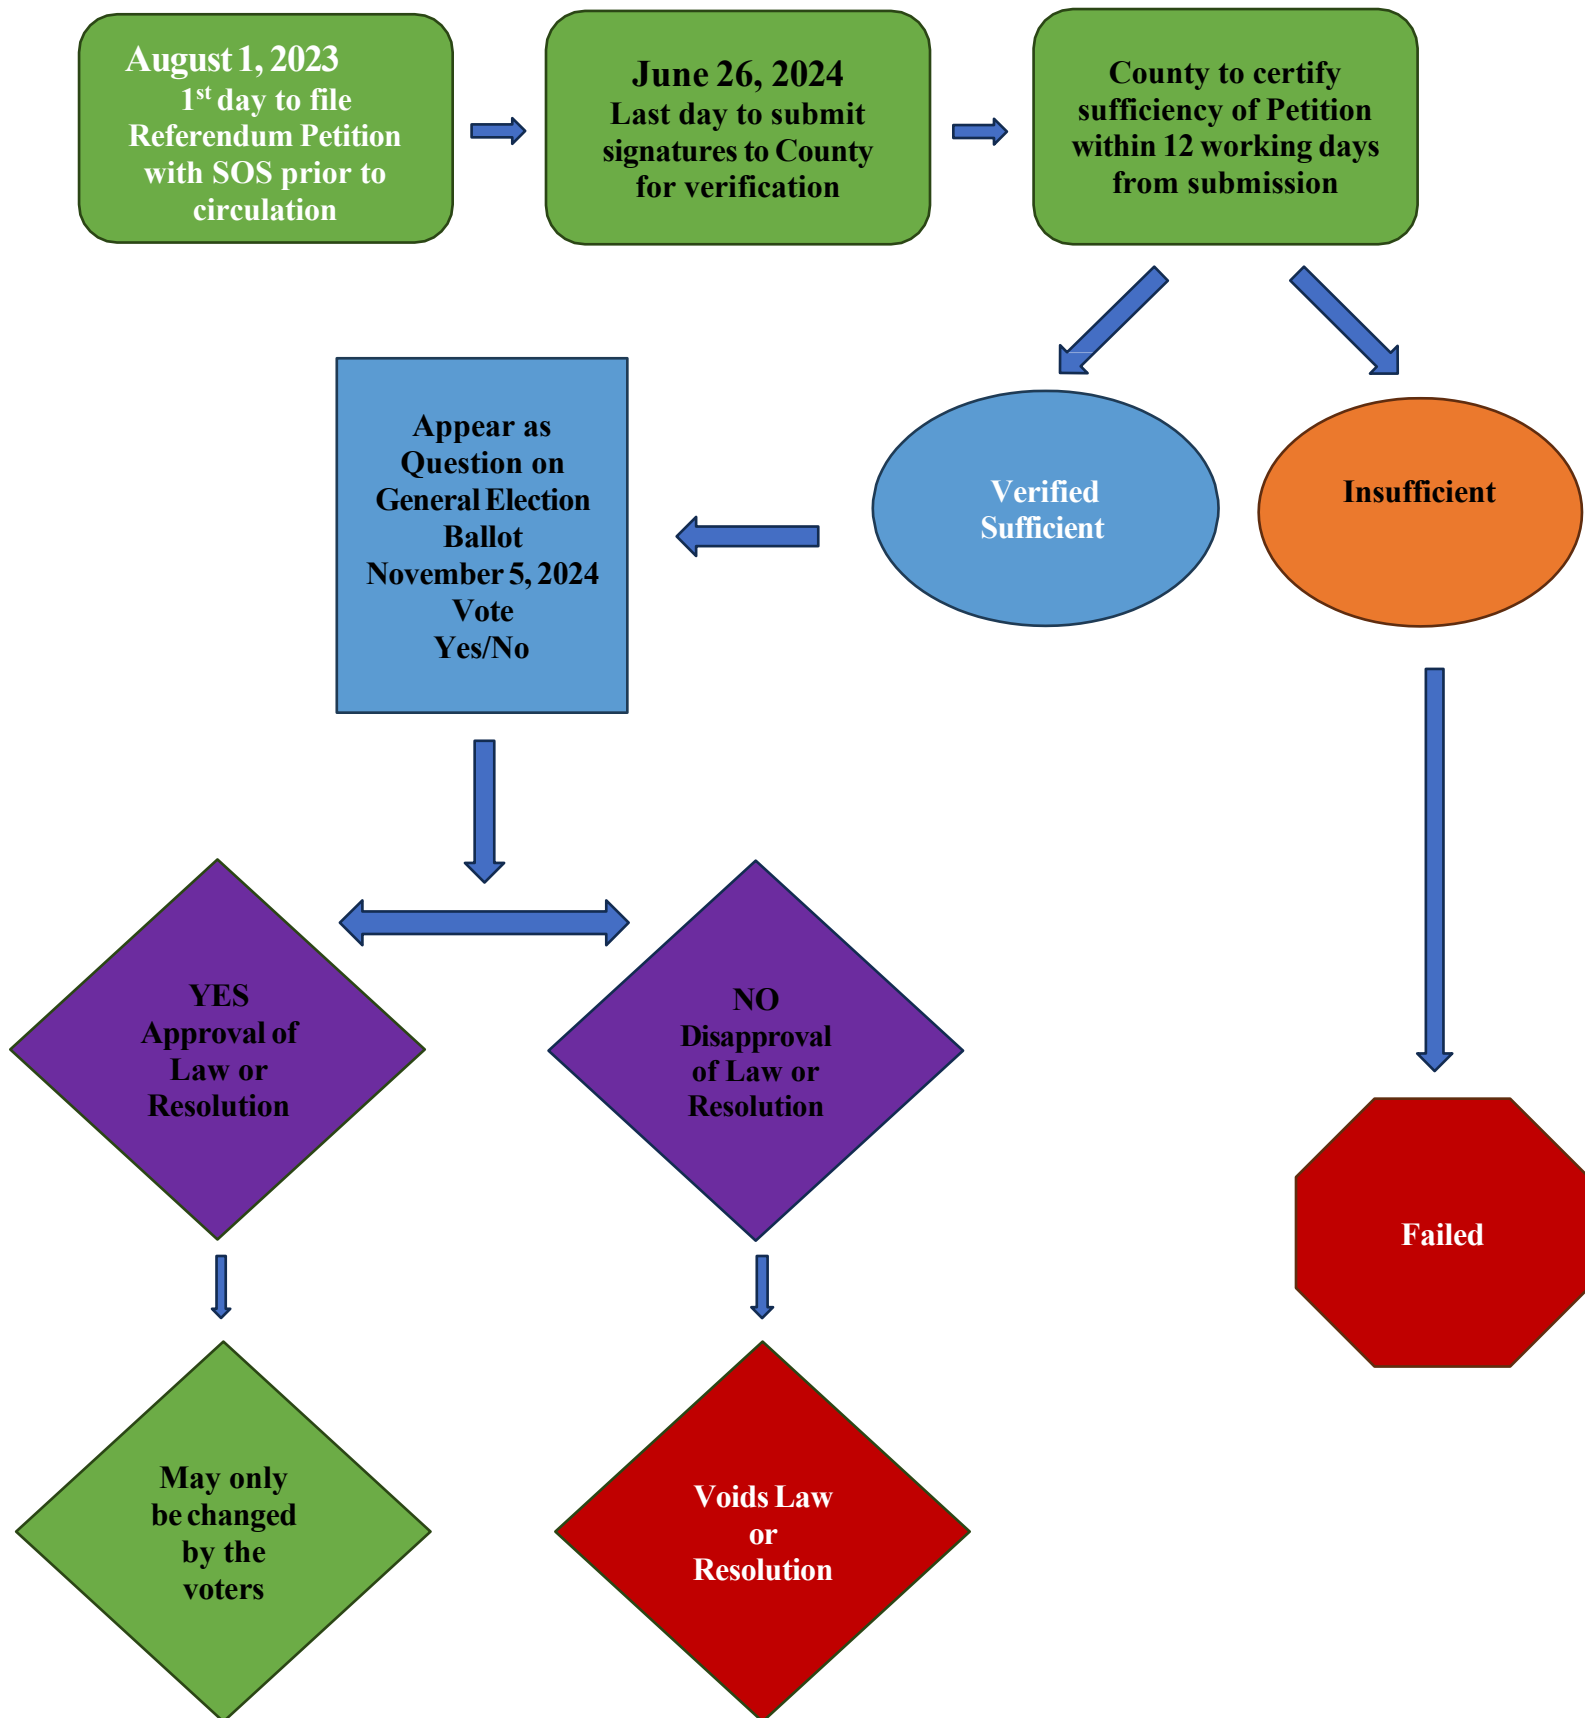 August 1, 2023
1st day to file
Referendum Petition
with SOS prior to
circulation
June 26, 2024
Last day to submit
signatures to County
for verification
County to certify
sufficiency of Petition
within 12 working days
from submission
Appear as
Question on
General Election
Ballot
November 5, 2024
Vote
Yes/No
Verified
Sufficient
Insufficient
YES
Approval of
Law or
Resolution
NO
Disapproval
of Law or
Resolution
Failed
May only
be changed
by the
voters
Voids Law
or
Resolution